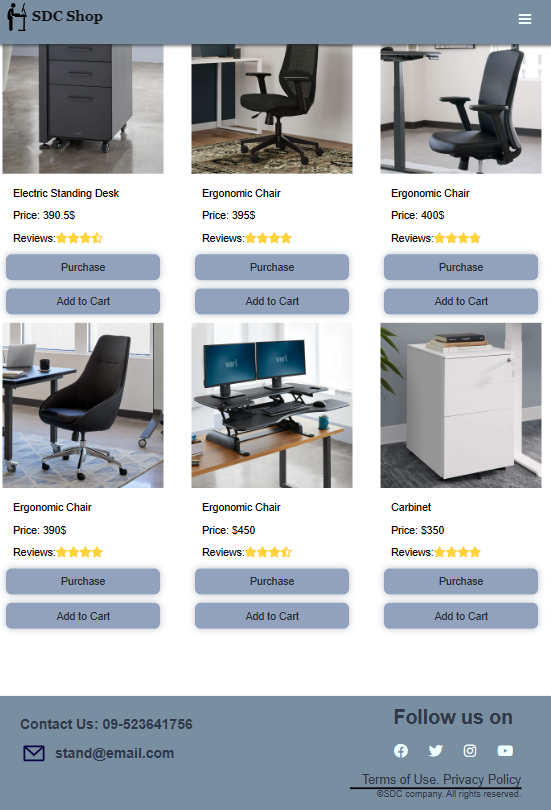 SDC Shop
Electric Standing Desk
Price: 390.5$
Reviews:
Purchase
Add to Cart
Ergonomic Chair
Price: 395$
Reviews:
Purchase
Add to Cart
Ergonomic Chair
Price: 400$
Reviews:
Purchase
Add to Cart
Ergonomic Chair
Price: 390$
Reviews:
Purchase
Add to Cart
vari
vari
Ergonomic Chair
Price: $450
Reviews:
Purchase
Add to Cart
Carbinet
Price: $350
Reviews:
Purchase
Add to Cart
Contact Us: 09-523641756
stand@email.com
Follow us on
Terms of Use. Privacy Policy
©SDC company. All rights reserved.